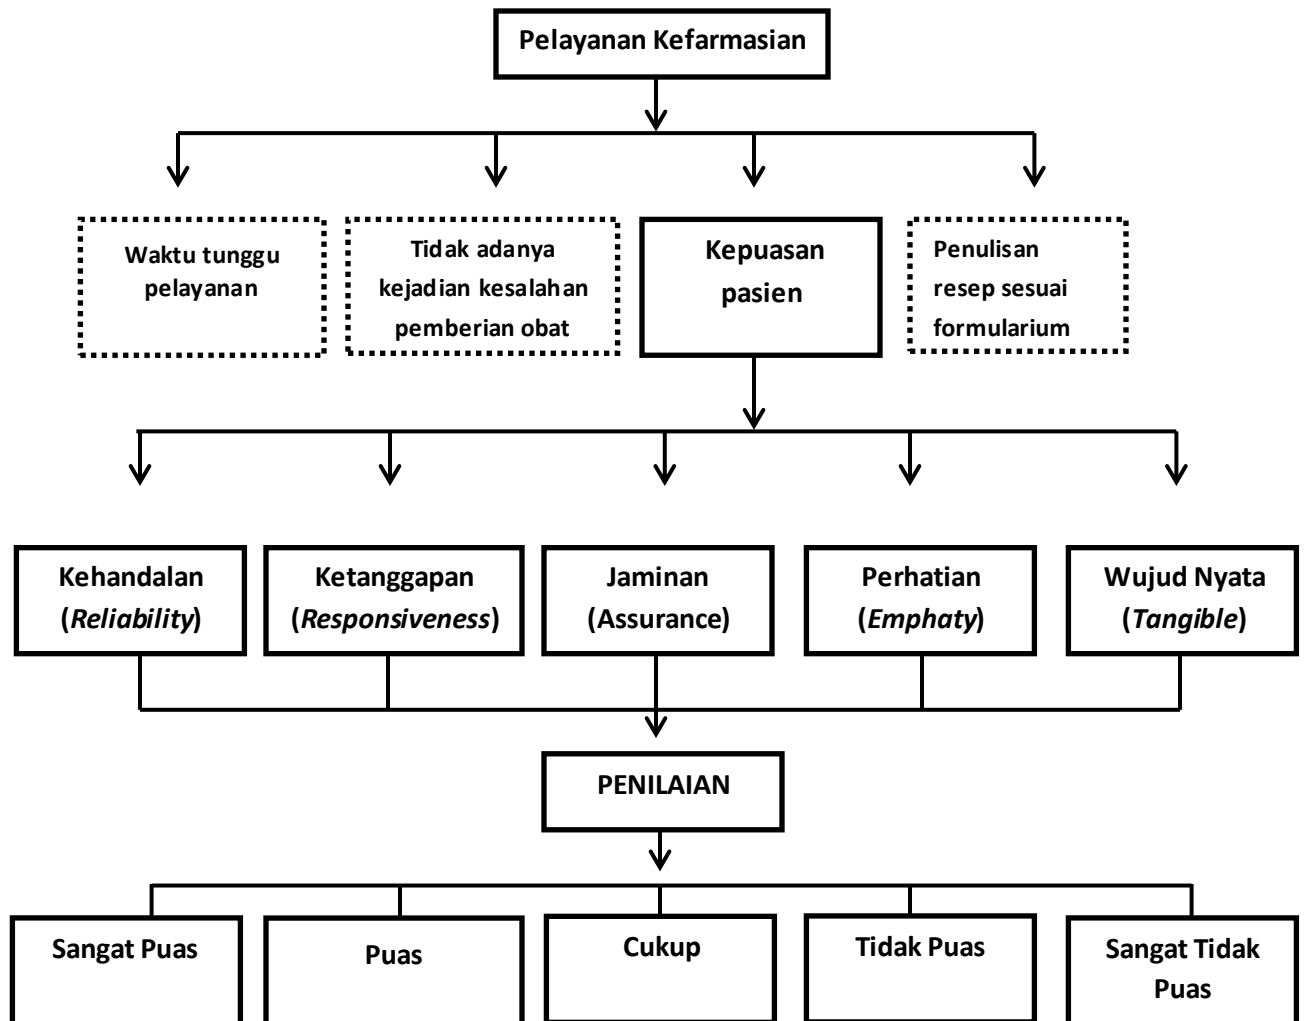 Pelayanan Kefarmasian
Waktu tunggu
pelayanan
Tidak adanya
kejadian kesalahan
pemberian obat
Kepuasan
pasien
Penulisan
resep sesuai
formularium
Kehandalan
(Reliability)
Ketanggapan
(Responsiveness)
Jaminan
(Assurance)
Perhatian
(Emphaty)
Wujud Nyata
(Tangible)
PENILAIAN
Sangat Puas
Puas
Cukup
Tidak Puas
Sangat Tidak
Puas